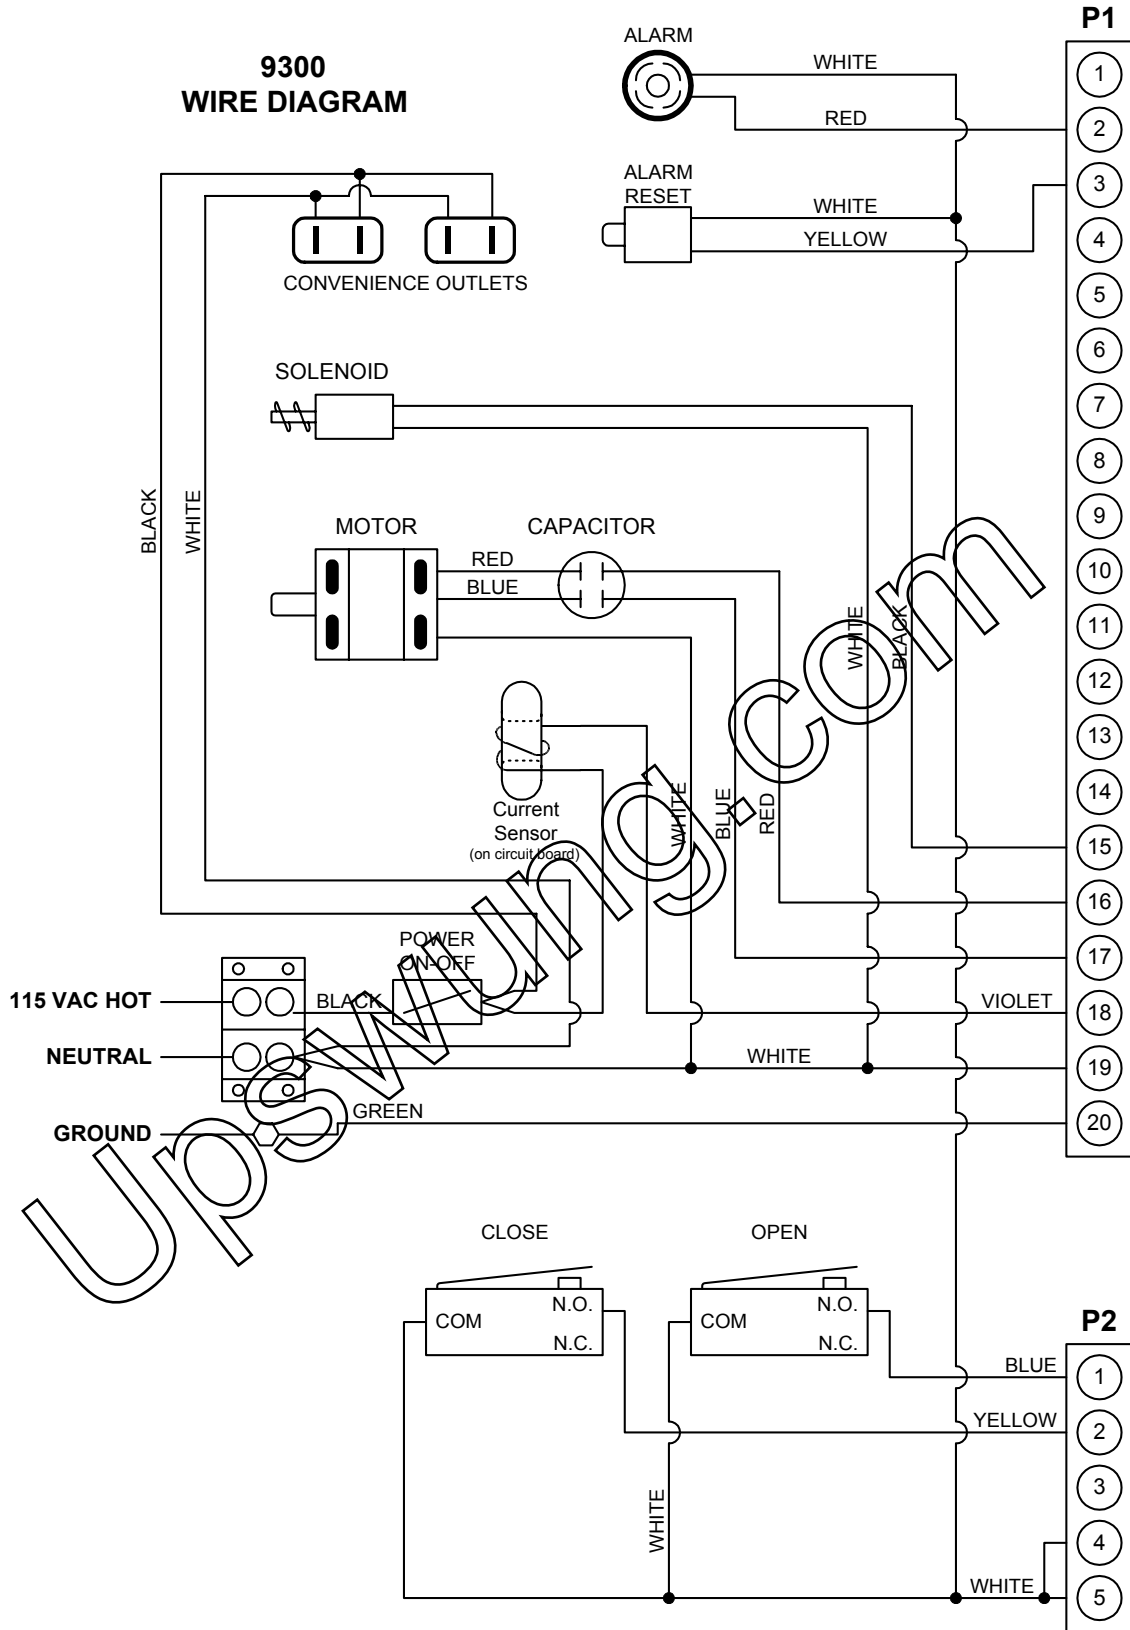 P1
ALARM
9300
WIRE DIAGRAM
WHITE
1
RED
2
ALARM
RESET
WHITE
3
YELLOW
4
CONVENIENCE OUTLETS
5
6
SOLENOID
7
8
BLACK
WHITE
MOTOR
CAPACITOR
9
RED
BLUE
10
WHITE
BLACK
11
12
13
Current
Sensor
(on circuit board)
WHITE
BLUE
RED
14
15
16
POWER
ON-OFF
17
115 VAC HOT
BLACK
VIOLET
18
NEUTRAL
WHITE
19
GREEN
GROUND
20
CLOSE
OPEN
COM
N.O.
N.C.
COM
N.O.
N.C.
P2
BLUE
1
YELLOW
2
3
WHITE
4
WHITE
5
Upswung.com